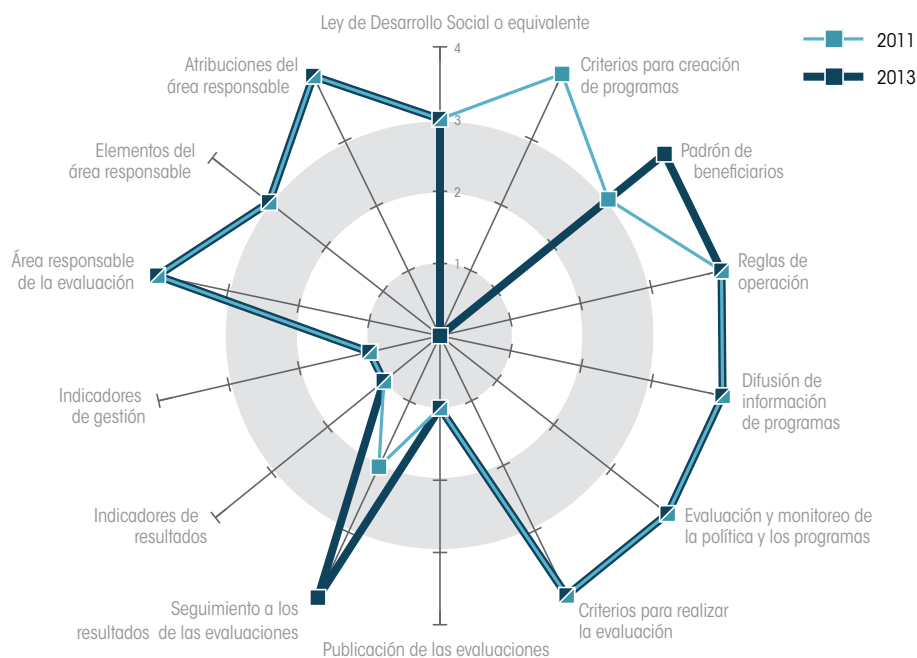 Ley de Desarrollo Social o equivalente
2011
2013
4
3
2
1
Criterios para creación
de programas
Padrón de
beneficiarios
Reglas de
operación
Difusión de
información
de programas
Evaluación y monitoreo de
la política y los programas
Criterios para realizar
la evaluación
Publicación de las evaluaciones
Seguimiento a los
resultados de las evaluaciones
Indicadores de
resultados
Indicadores
de gestión
Área responsable
de la evaluación
Elementos del
área responsable
Atribuciones del
área responsable